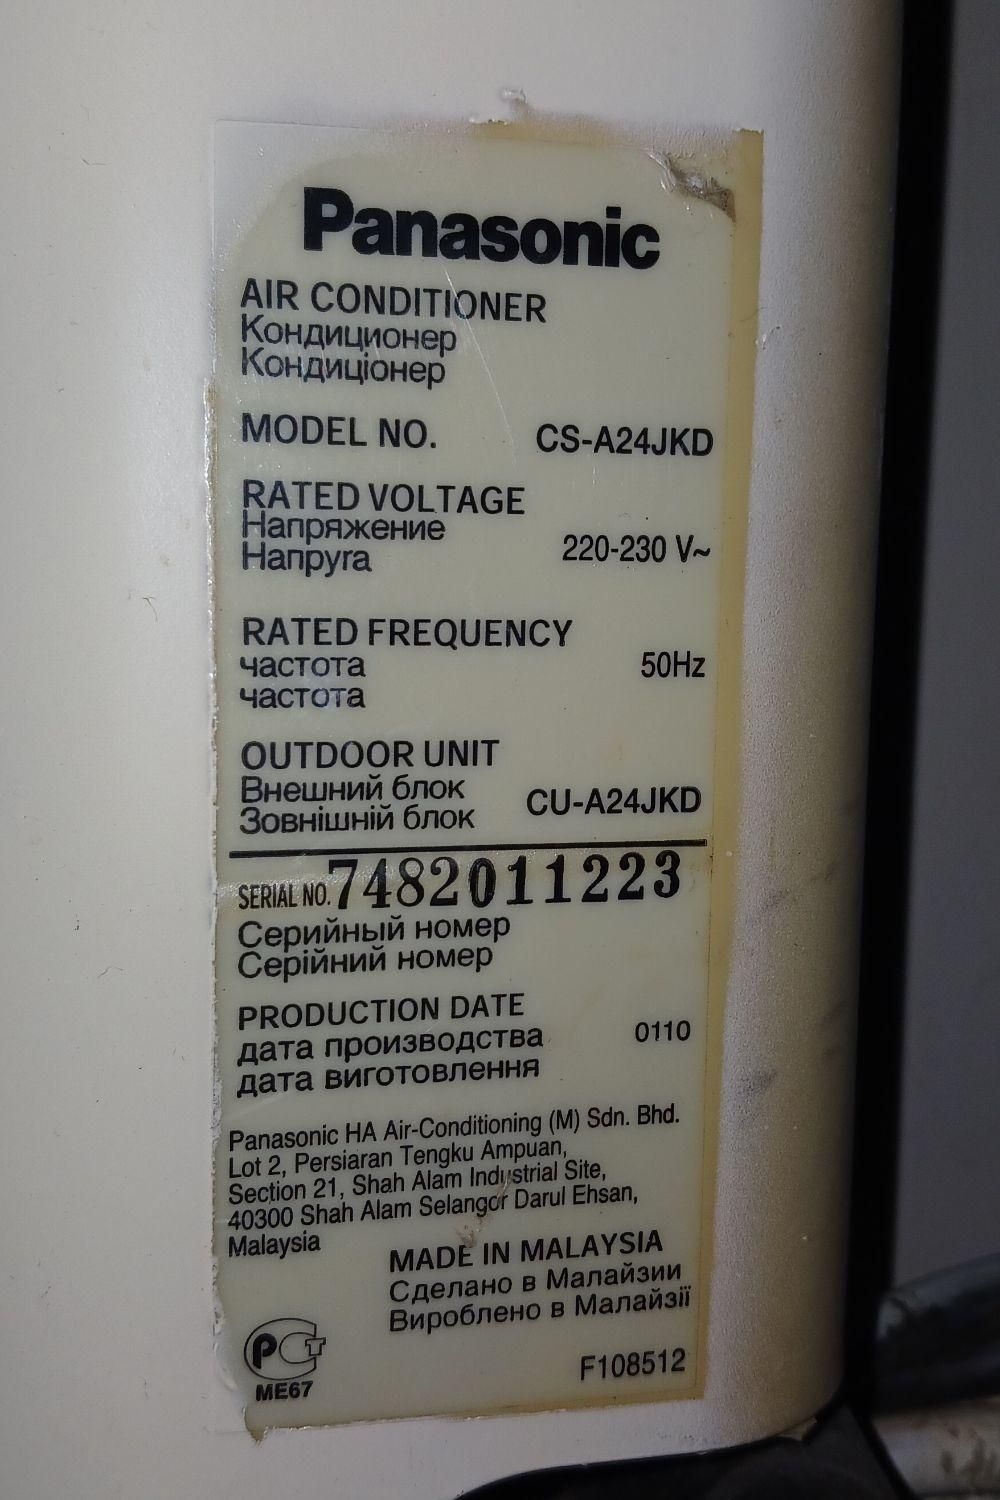 Panasonic
AIR CONDITIONER
Кондиционер
Кондиціонер
MODEL NO. CS-A24JKD
RATED VOLTAGE
Напряжение
Напруга 220-230 V~
RATED FREQUENCY
частота 50Hz
частота
OUTDOOR UNIT
Внешний блок CU-A24JKD
Зовнішній блок
SERIAL NO. 7482011223
Серийный номер
Серійний номер
PRODUCTION DATE
дата производства 0110
дата виготовлення
Panasonic HA Air-Conditioning (M) Sdn. Bhd.
Lot 2, Persiaran Tengku Ampuan,
Section 21, Shah Alam Industrial Site,
40300 Shah Alam Selangor Darul Ehsan,
Malaysia
MADE IN MALAYSIA
Сделано в Малайзии
Вироблено в Малайзії
РСТ
ME67
F108512